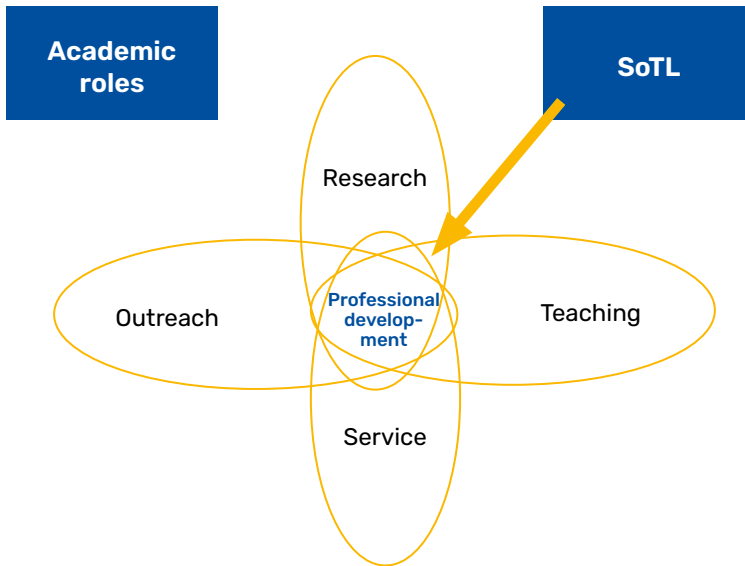 Academic
roles
SoTL
Research
Outreach
Professional
develop-
ment
Teaching
Service